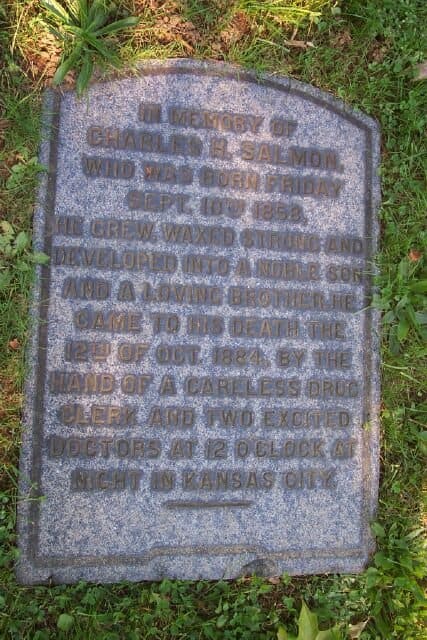 IN MEMORY OF
CHARLES H. SALMON,
WHO WAS BORN FRIDAY
SEPT. 10TH 1858.
HE GREW, WAXED STRONG AND
DEVELOPED INTO A NOBLE SON
AND A LOVING BROTHER. HE
CAME TO HIS DEATH THE
12TH OF OCT. 1884, BY THE
HAND OF A CARELESS DRUG
CLERK AND TWO EXCITED
DOCTORS AT 12 O'CLOCK AT
NIGHT IN KANSAS CITY